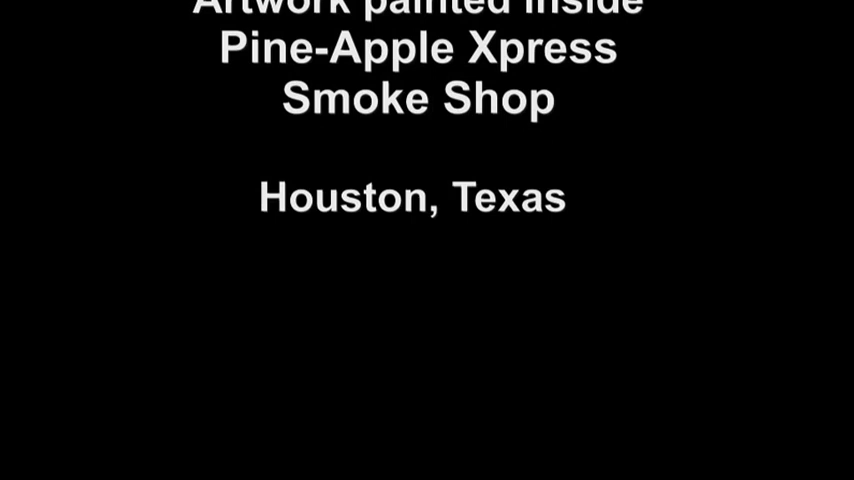 Artwork painted inside
Pine-Apple Xpress
Smoke Shop
Houston, Texas